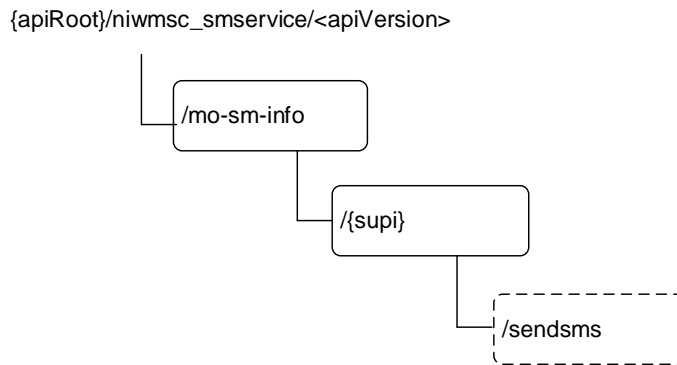 {apiRoot}/niwmsc_smservice/<apiVersion>
/mo-sm-info
/{supi}
/sendsms